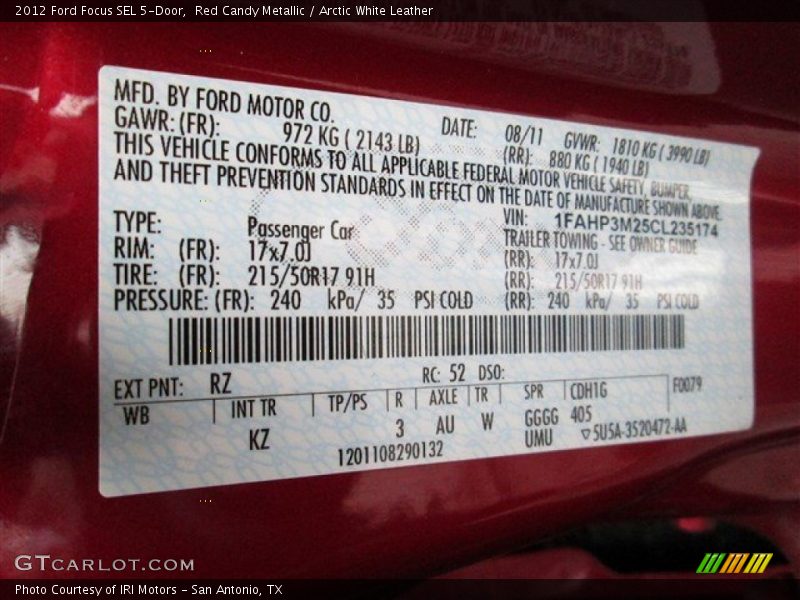 2012 Ford Focus SEL 5-Door,  Red Candy Metallic / Arctic White Leather
MFD. BY FORD MOTOR CO. DATE: 08/11 GVWR: 1810 KG ( 3990 LB)
GAWR: (FR): 972 KG ( 2143 LB) (RR): 880 KG ( 1940 LB)
THIS VEHICLE CONFORMS TO ALL APPLICABLE FEDERAL MOTOR VEHICLE SAFETY, BUMPER,
AND THEFT PREVENTION STANDARDS IN EFFECT ON THE DATE OF MANUFACTURE SHOWN ABOVE.
VIN: 1FAHP3M25CL235174
TYPE: Passenger Car TRAILER TOWING - SEE OWNER GUIDE
RIM: (FR): 17x7.0J (RR): 17x7.0J
TIRE: (FR): 215/50R17 91H (RR): 215/50R17 91H
PRESSURE: (FR): 240 kPa/ 35 PSI COLD (RR): 240 kPa/ 35 PSI COLD
EXT PNT: RZ RC: 52 DSO: F0079
WB INT TR TP/PS R AXLE TR SPR CDH1G
KZ 3 AU W GGGG 405
1201108290132 UMU ▽5U5A-3520472-AA
GTCARLOT.COM
Photo Courtesy of IRI Motors - San Antonio, TX